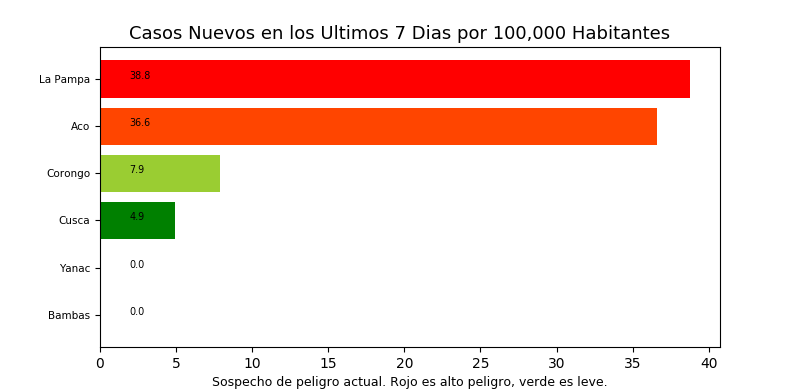 Casos Nuevos en los Ultimos 7 Dias por 100,000 Habitantes
La Pampa 38.8
Aco 36.6
Corongo 7.9
Cusca 4.9
Yanac 0.0
Bambas 0.0
0 5 10 15 20 25 30 35 40
Sospecho de peligro actual. Rojo es alto peligro, verde es leve.